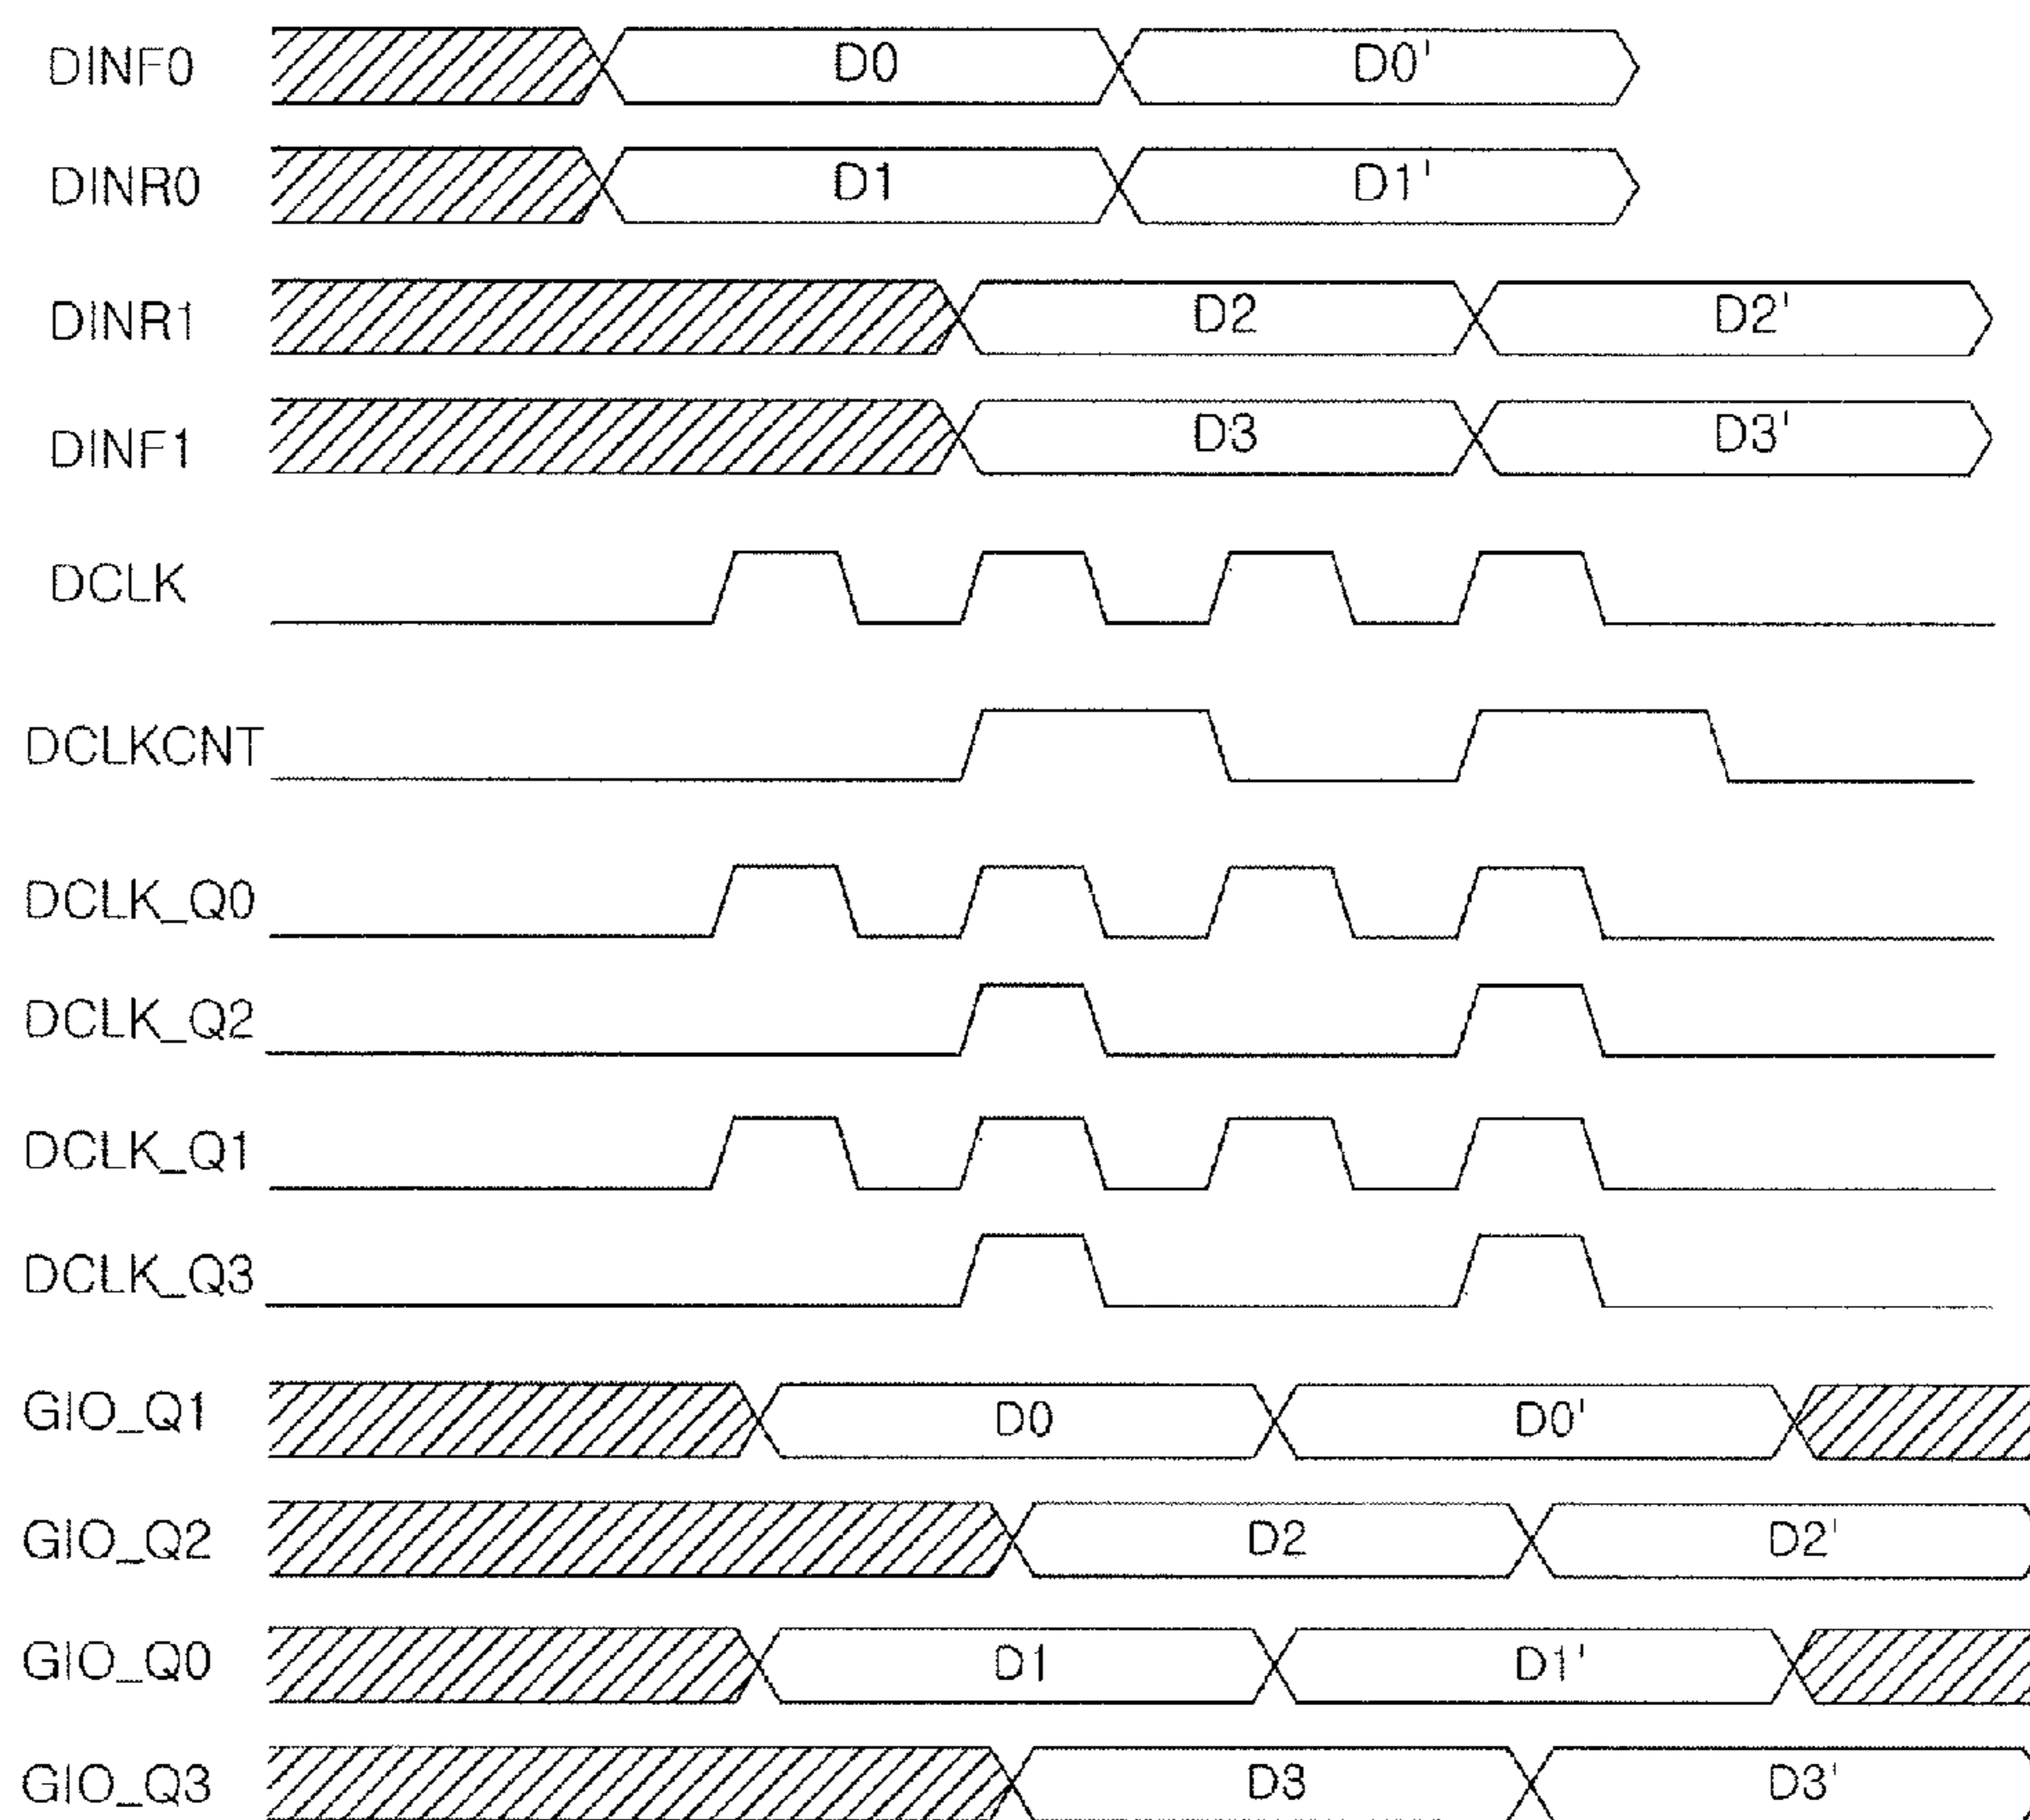 DINF0 D0 D0'
DINR0 D1 D1'
DINR1 D2 D2'
DINF1 D3 D3'
DCLK
DCLKCNT
DCLK_Q0
DCLK_Q2
DCLK_Q1
DCLK_Q3
GIO_Q1 D0 D0'
GIO_Q2 D2 D2'
GIO_Q0 D1 D1'
GIO_Q3 D3 D3'